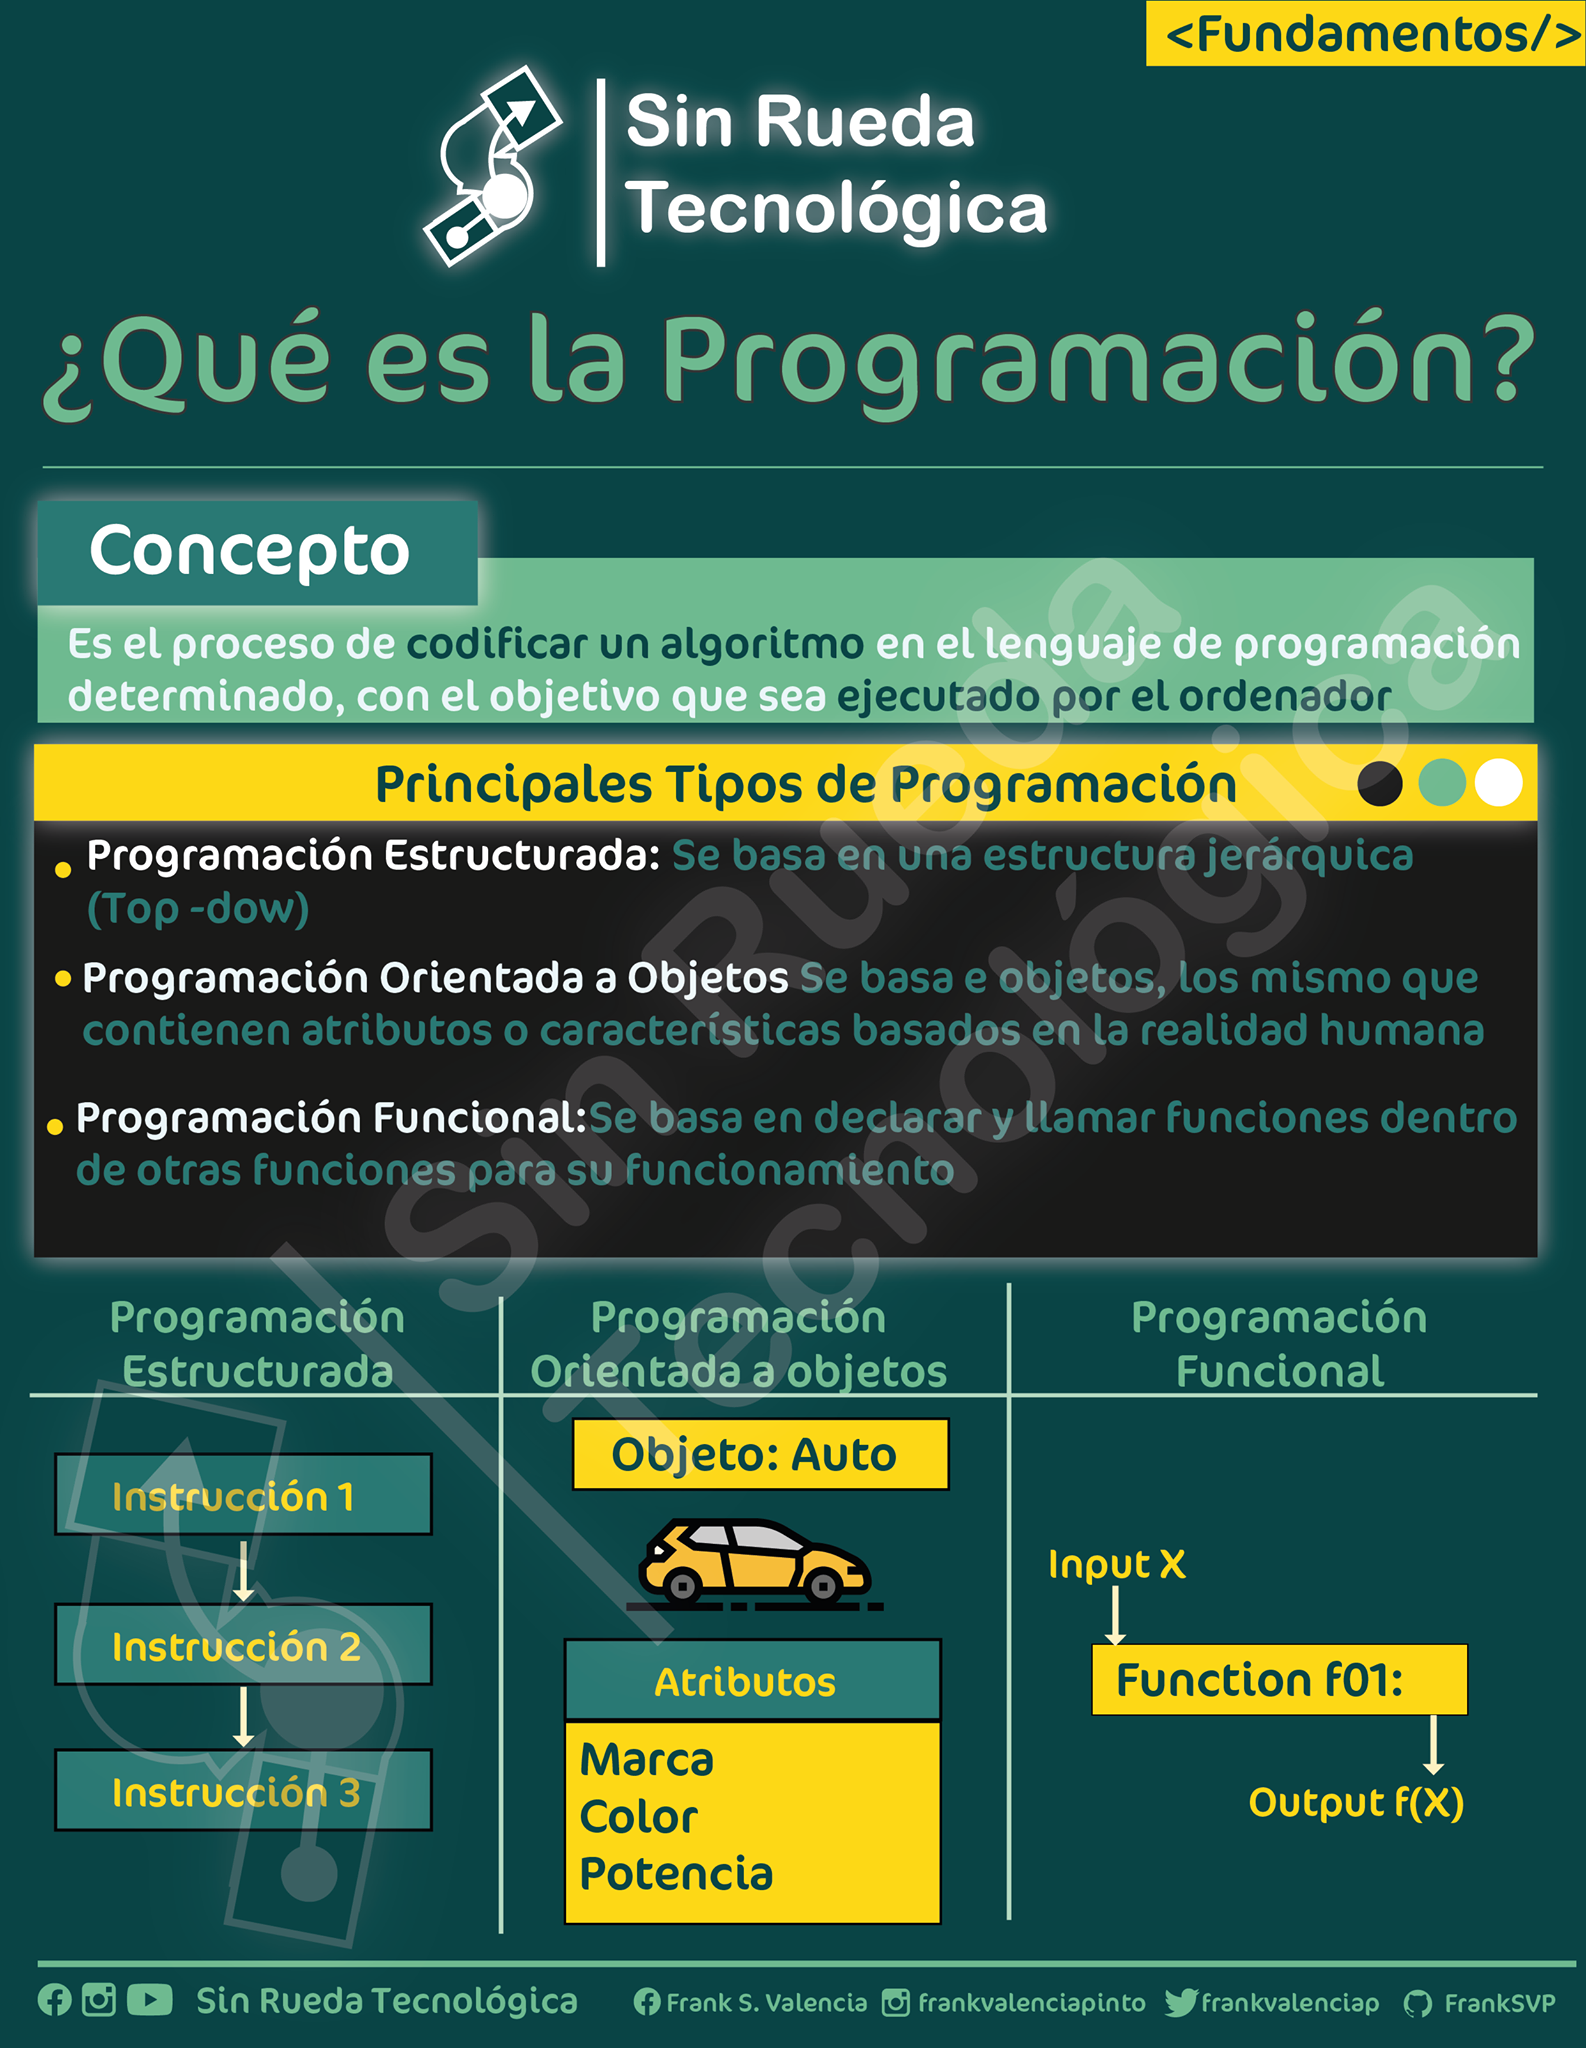 <Fundamentos/>
Sin Rueda
Tecnológica
¿Qué es la Programación?
Concepto
Es el proceso de codificar un algoritmo en el lenguaje de programación
determinado, con el objetivo que sea ejecutado por el ordenador
Principales Tipos de Programación
Programación Estructurada: Se basa en una estructura jerárquica
(Top -dow)
Programación Orientada a Objetos Se basa e objetos, los mismo que
contienen atributos o características basados en la realidad humana
Programación Funcional:Se basa en declarar y llamar funciones dentro
de otras funciones para su funcionamiento
Sin Rueda
Tecnológica
Programación
Estructurada
Instrucción 1
Instrucción 2
Instrucción 3
Programación
Orientada a objetos
Objeto: Auto
Atributos
Marca
Color
Potencia
Programación
Funcional
Input X
Function f01:
Output f(X)
Sin Rueda Tecnológica
Frank S. Valencia
frankvalenciapinto
frankvalenciap
FrankSVP